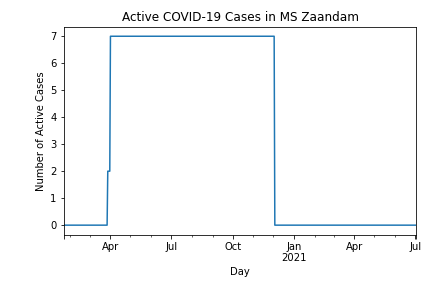 Active COVID-19 Cases in MS Zaandam
Number of Active Cases
7
6
5
4
3
2
1
0
Apr Jul Oct Jan Apr Jul
2021
Day